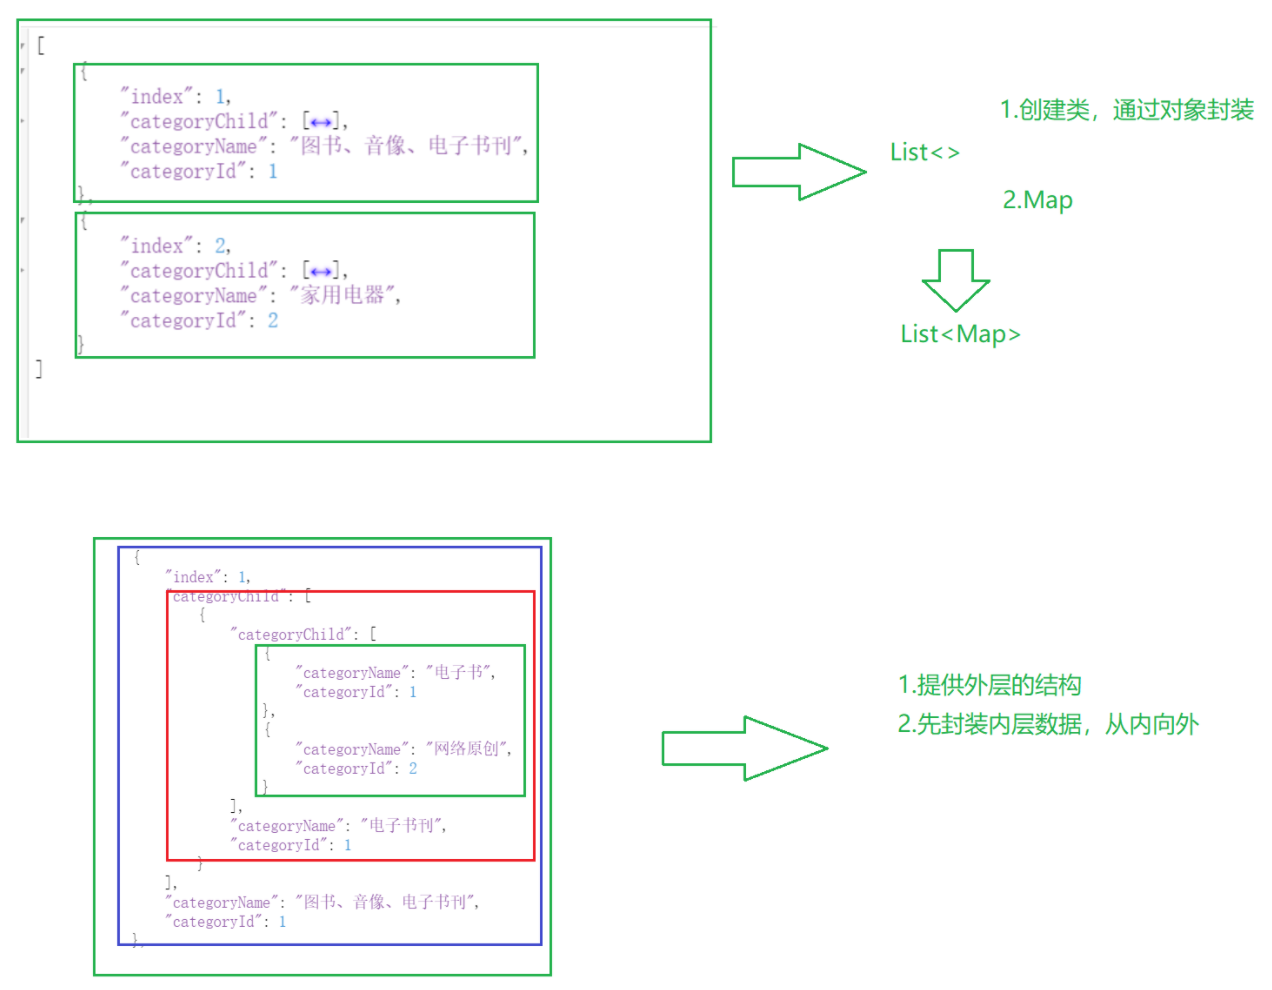 [
{
"index": 1,
"categoryChild": [↔],
"categoryName": "图书、音像、电子书刊",
"categoryId": 1
},
{
"index": 2,
"categoryChild": [↔],
"categoryName": "家用电器",
"categoryId": 2
}
]
1.创建类，通过对象封装
List<>
2.Map
List<Map>
{
"index": 1,
"categoryChild": [
{
"categoryChild": [
{
"categoryName": "电子书",
"categoryId": 1
},
{
"categoryName": "网络原创",
"categoryId": 2
}
],
"categoryName": "电子书刊",
"categoryId": 1
}
],
"categoryName": "图书、音像、电子书刊",
"categoryId": 1
},
1.提供外层的结构
2.先封装内层数据，从内向外